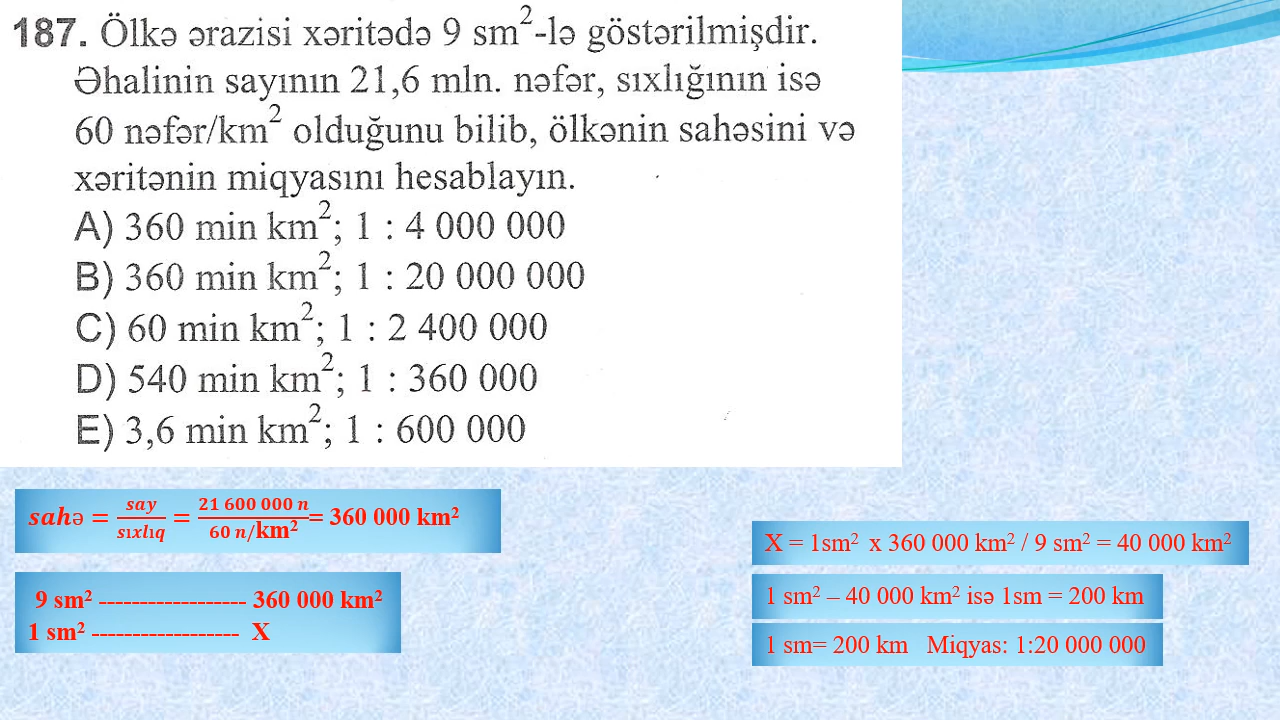 187. Ölkə ərazisi xəritədə 9 sm²-lə göstərilmişdir.
Əhalinin sayının 21,6 mln. nəfər, sıxlığının isə
60 nəfər/km² olduğunu bilib, ölkənin sahəsini və
xəritənin miqyasını hesablayın.
A) 360 min km²; 1 : 4 000 000
B) 360 min km²; 1 : 20 000 000
C) 60 min km²; 1 : 2 400 000
D) 540 min km²; 1 : 360 000
E) 3,6 min km²; 1 : 600 000
sahə = say/sıxlıq = 21 600 000 n / 60 n/km² = 360 000 km²
9 sm² ------------------ 360 000 km²
1 sm² ------------------ X
X = 1sm² x 360 000 km² / 9 sm² = 40 000 km²
1 sm² – 40 000 km² isə 1sm = 200 km
1 sm= 200 km Miqyas: 1:20 000 000